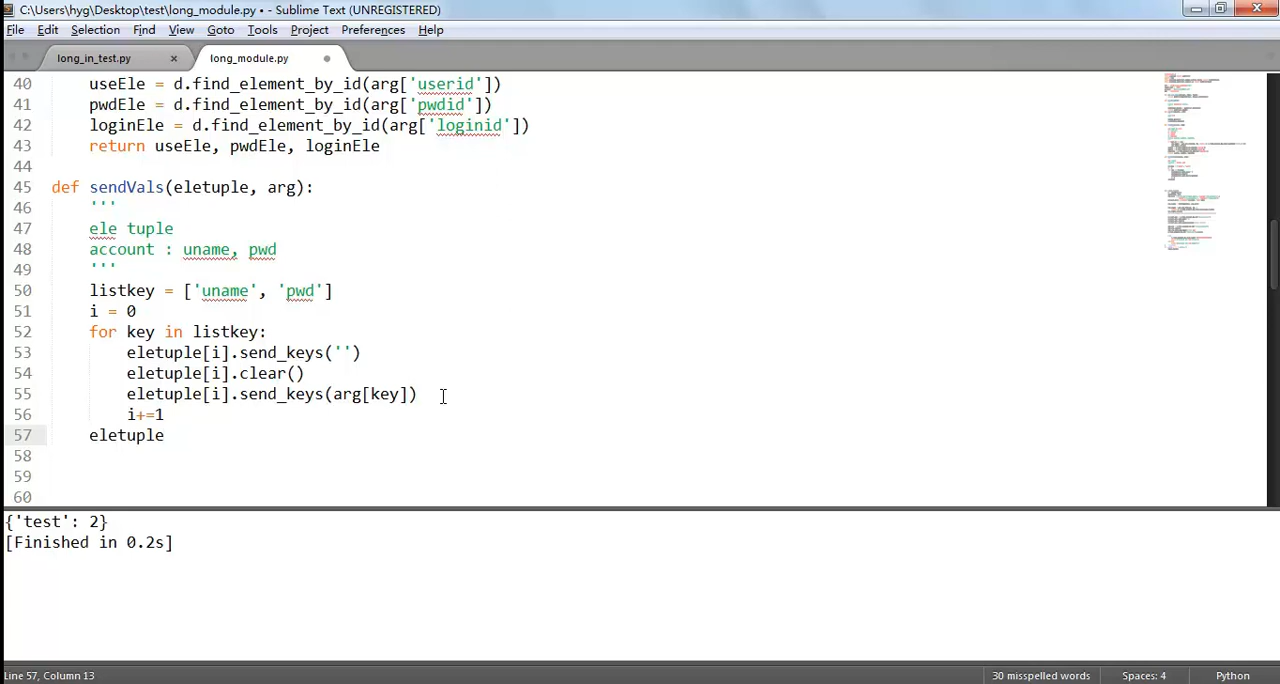 C:\Users\hyg\Desktop\test\long_module.py • - Sublime Text (UNREGISTERED)
File Edit Selection Find View Goto Tools Project Preferences Help
long_in_test.py × long_module.py
40 useEle = d.find_element_by_id(arg['userid'])
41 pwdEle = d.find_element_by_id(arg['pwdid'])
42 loginEle = d.find_element_by_id(arg['loginid'])
43 return useEle, pwdEle, loginEle
44
45 def sendVals(eletuple, arg):
46 '''
47 ele tuple
48 account : uname, pwd
49 '''
50 listkey = ['uname', 'pwd']
51 i = 0
52 for key in listkey:
53 eletuple[i].send_keys('')
54 eletuple[i].clear()
55 eletuple[i].send_keys(arg[key])
56 i+=1
57 eletuple
58
59
60
{'test': 2}
[Finished in 0.2s]
Line 57, Column 13 30 misspelled words Spaces: 4 Python